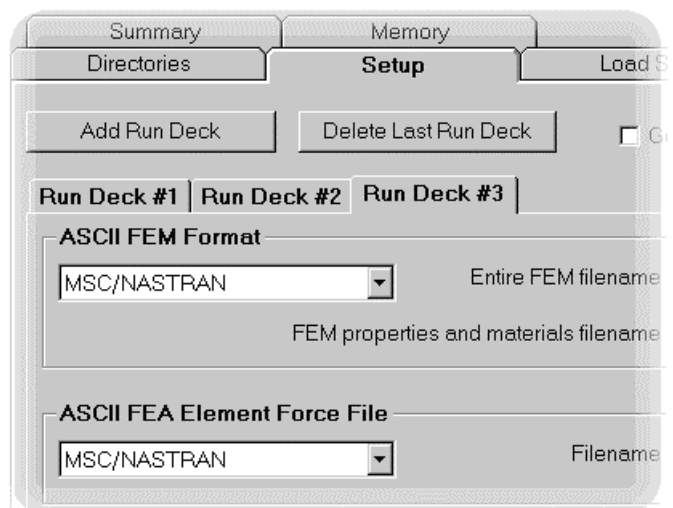 Summary Memory
Directories Setup Load
Add Run Deck Delete Last Run Deck
Run Deck #1 Run Deck #2 Run Deck #3
ASCII FEM Format
MSC/NASTRAN Entire FEM filename
FEM properties and materials filename
ASCII FEA Element Force File
MSC/NASTRAN Filename